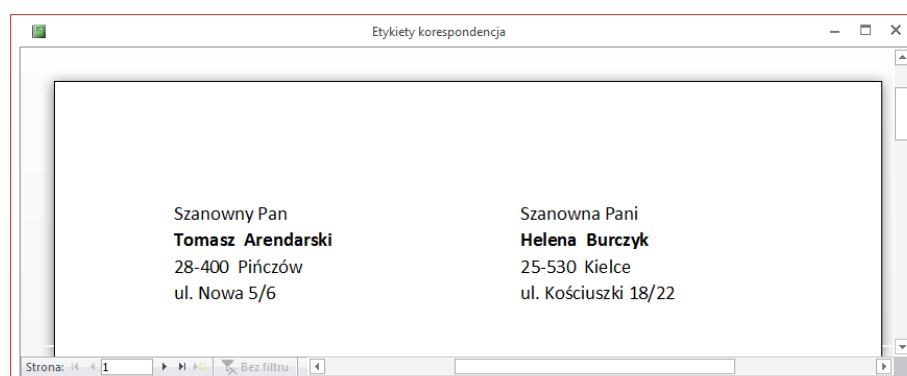 Etykiety korespondencja
Szanowny Pan
Tomasz Arendarski
28-400 Pińczów
ul. Nowa 5/6
Szanowna Pani
Helena Burczyk
25-530 Kielce
ul. Kościuszki 18/22
Strona: 1 Bez filtru